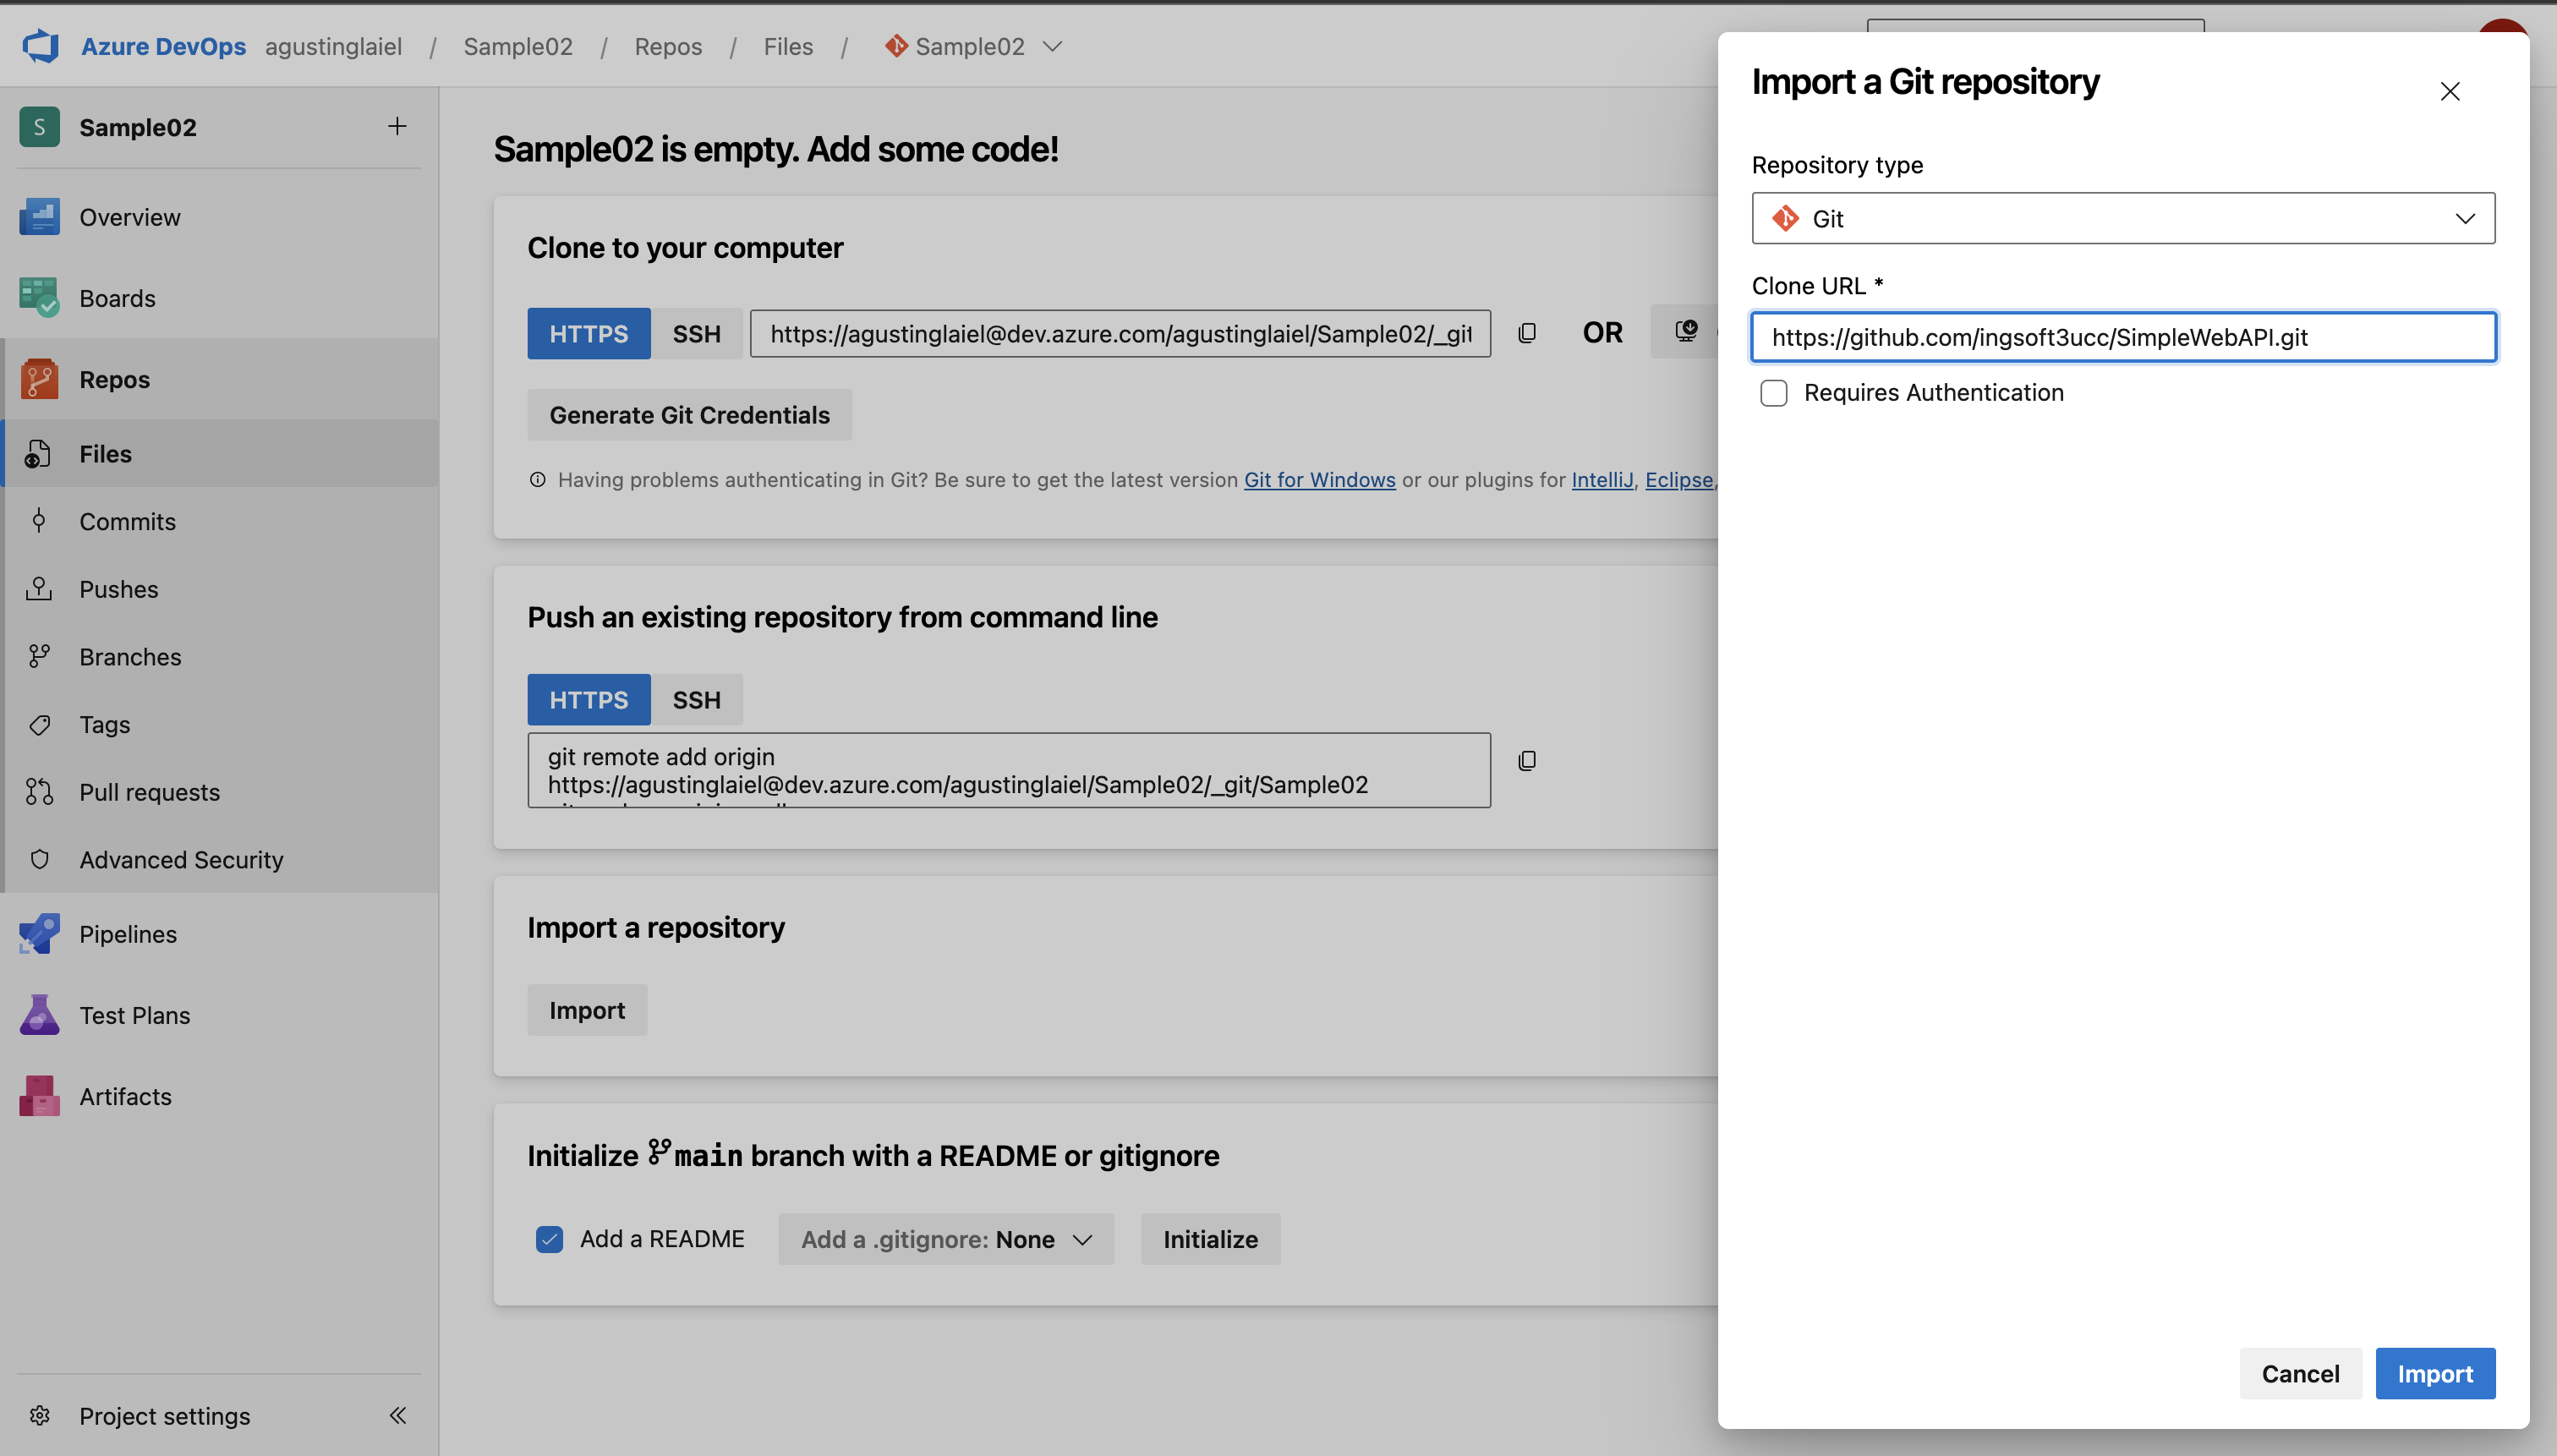 Azure DevOps agustinglaiel / Sample02 / Repos / Files / Sample02
S Sample02
Overview
Boards
Repos
Files
Commits
Pushes
Branches
Tags
Pull requests
Advanced Security
Pipelines
Test Plans
Artifacts
Project settings
Sample02 is empty. Add some code!
Clone to your computer
HTTPS SSH https://agustinglaiel@dev.azure.com/agustinglaiel/Sample02/_git OR
Generate Git Credentials
Having problems authenticating in Git? Be sure to get the latest version Git for Windows or our plugins for IntelliJ, Eclipse,
Push an existing repository from command line
HTTPS SSH
git remote add origin
https://agustinglaiel@dev.azure.com/agustinglaiel/Sample02/_git/Sample02
Import a repository
Import
Initialize main branch with a README or gitignore
Add a README Add a .gitignore: None Initialize
Import a Git repository
Repository type
Git
Clone URL *
https://github.com/ingsoft3ucc/SimpleWebAPI.git
Requires Authentication
Cancel Import